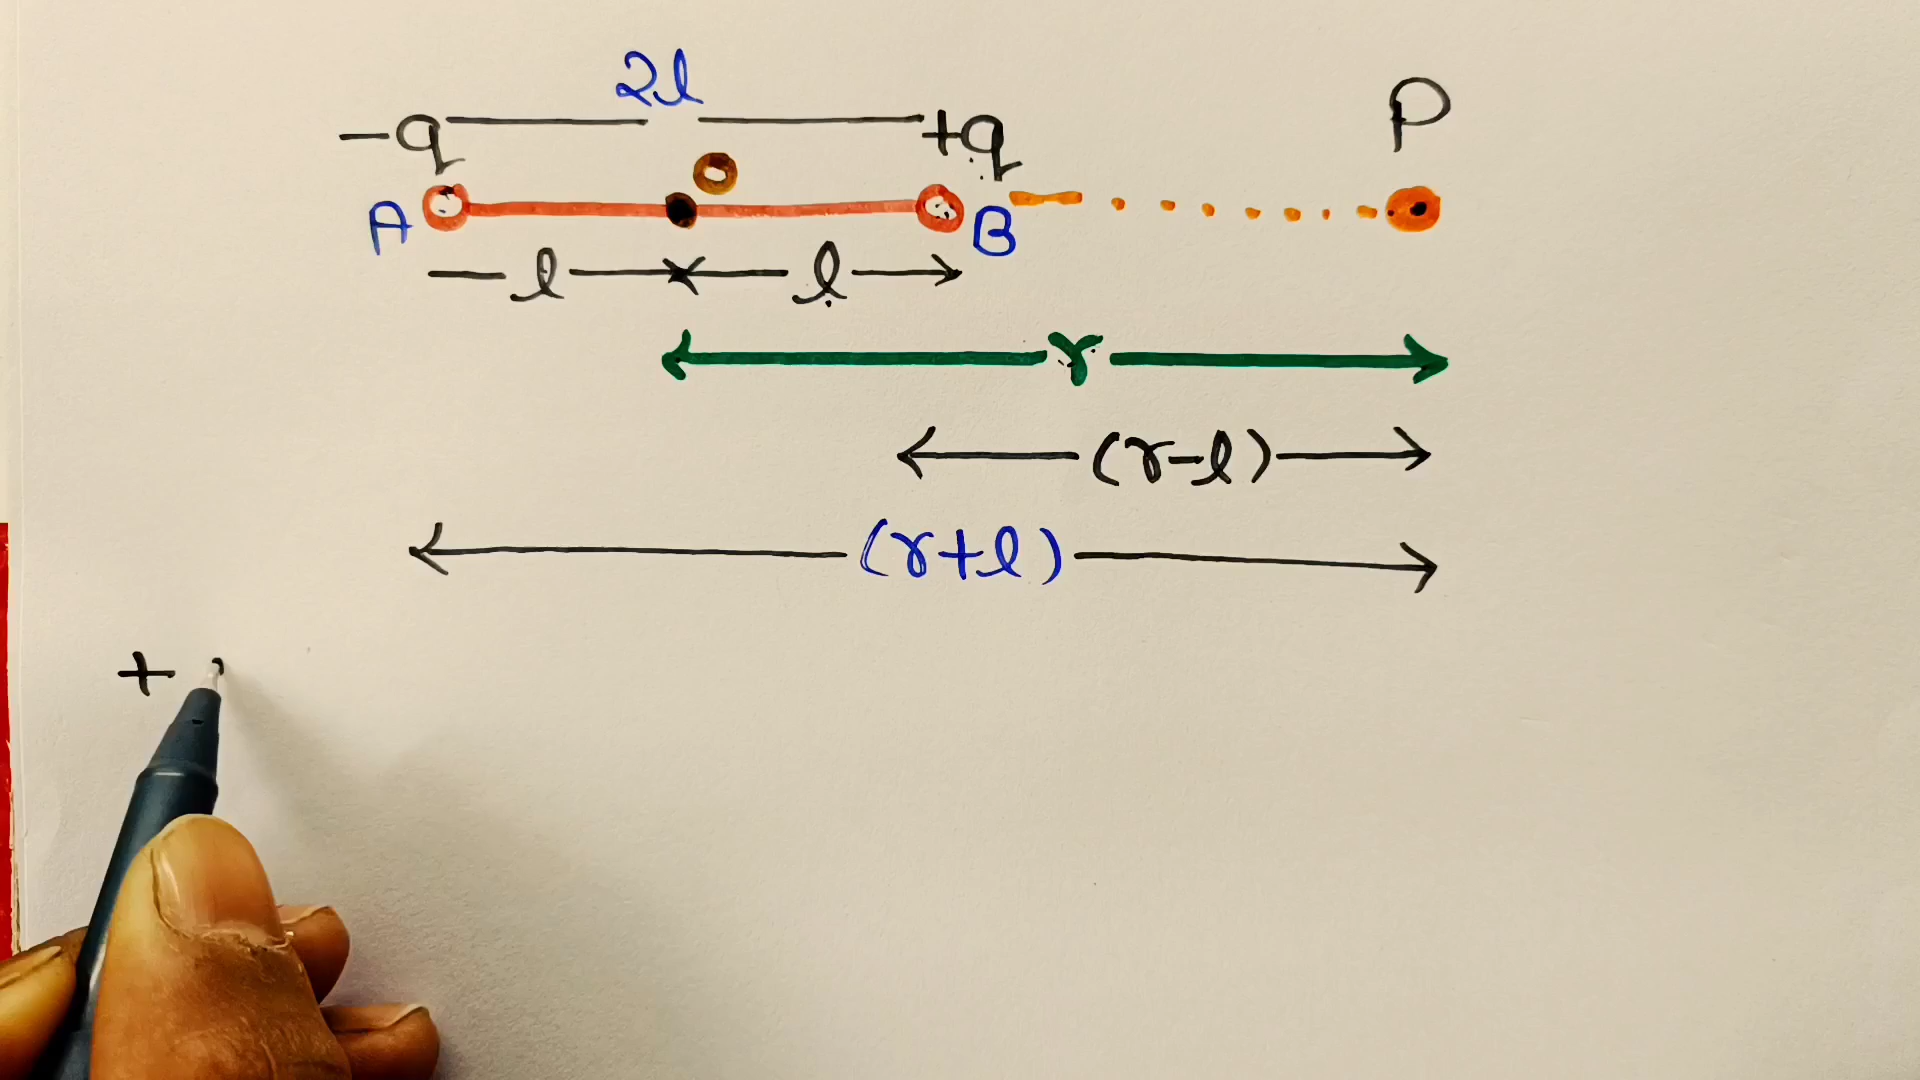 2l
-q +q P
O
A B
l l
r
(r-l)
(r+l)
+